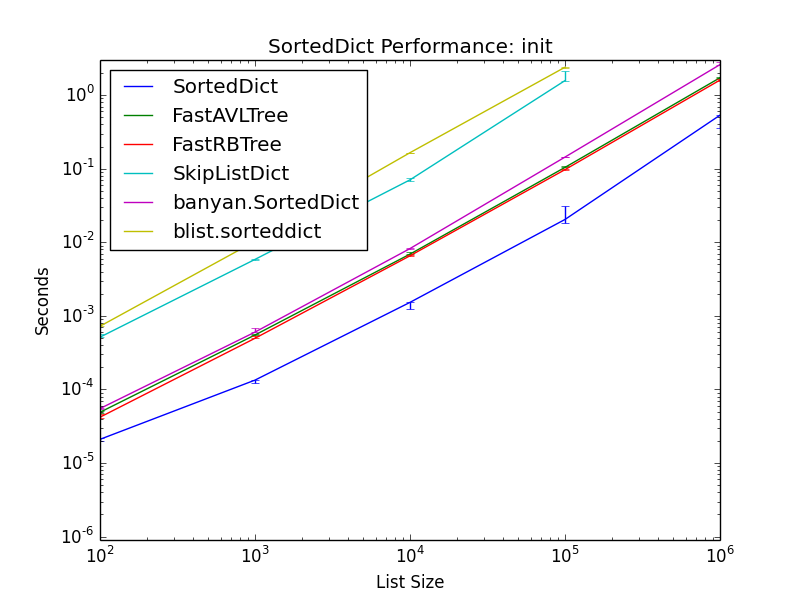 SortedDict Performance: init
SortedDict
FastAVLTree
FastRBTree
SkipListDict
banyan.SortedDict
blist.sorteddict
Seconds
10^0
10^-1
10^-2
10^-3
10^-4
10^-5
10^-6
10^2 10^3 10^4 10^5 10^6
List Size